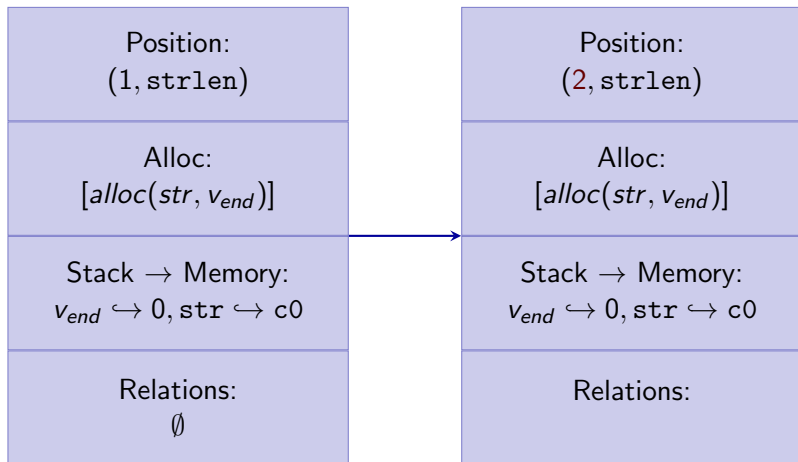 Position:
(1, strlen)
Alloc:
[alloc(str, v_end)]
Stack → Memory:
v_end ↪ 0, str ↪ c0
Relations:
∅
Position:
(2, strlen)
Alloc:
[alloc(str, v_end)]
Stack → Memory:
v_end ↪ 0, str ↪ c0
Relations: